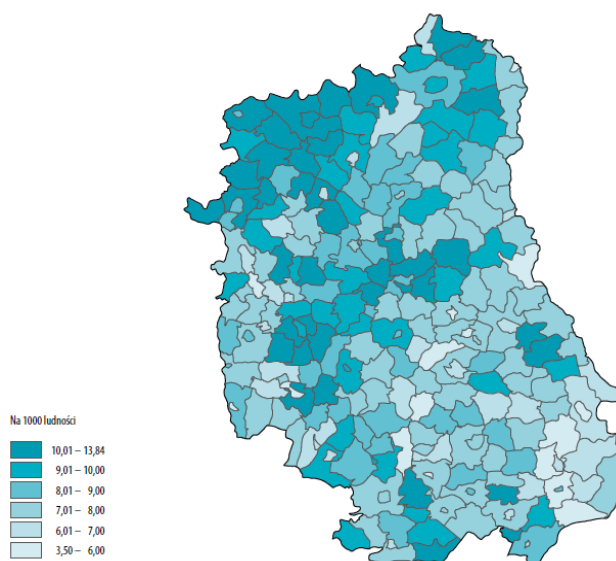 Na 1000 ludności
10,01 – 13,84
9,01 – 10,00
8,01 – 9,00
7,01 – 8,00
6,01 – 7,00
3,50 – 6,00